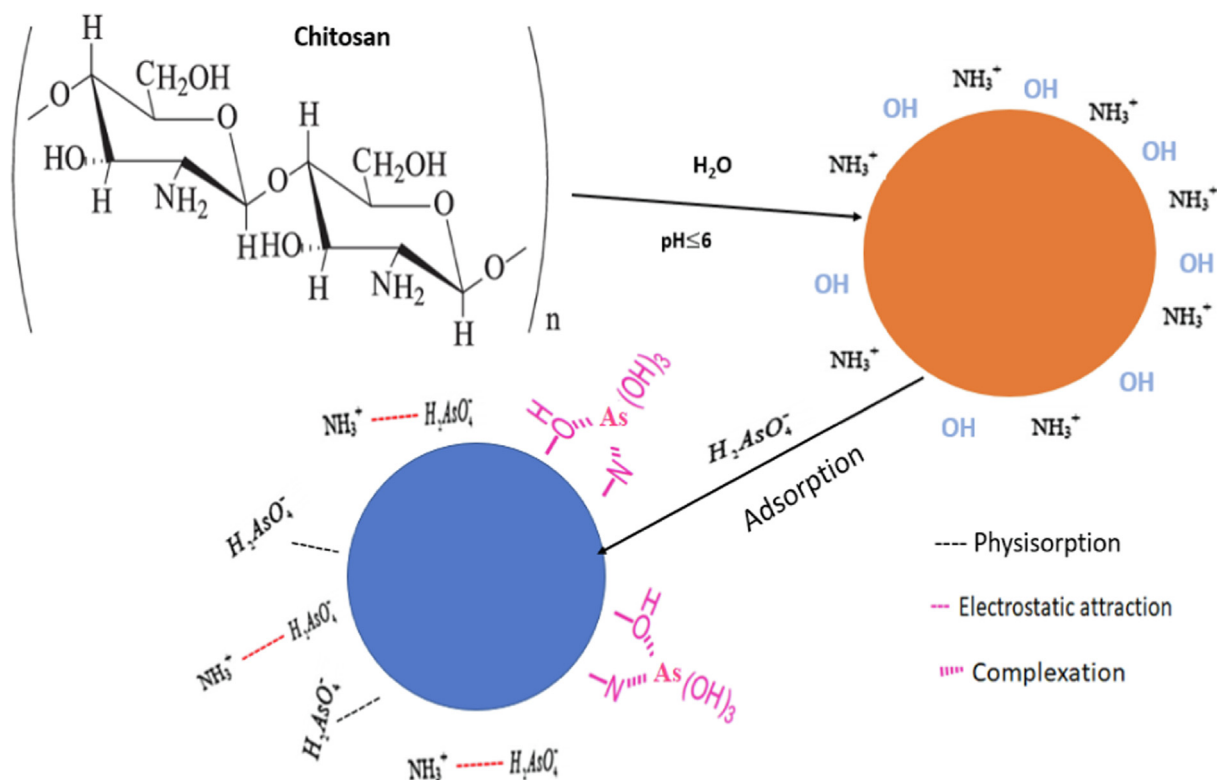 Chitosan
H
CH₂OH
O
O
HO
H
NH₂
H
O
H
CH₂OH
O
HO
H
NH₂
O
H
n
H₂O
pH≤6
NH₃⁺
OH
NH₃⁺
OH
OH
NH₃⁺
NH₃⁺
OH
OH
NH₃⁺
NH₃⁺
OH
OH
NH₃⁺
H₂AsO₄⁻
Adsorption
NH₃⁺ H₂AsO₄⁻
H
O
As
(OH)₃
N
H₂AsO₄⁻
NH₃⁺ H₂AsO₄⁻
H₂AsO₄⁻
NH₃⁺ H₂AsO₄⁻
H
O
N
As
(OH)₃
---- Physisorption
--- Electrostatic attraction
Complexation